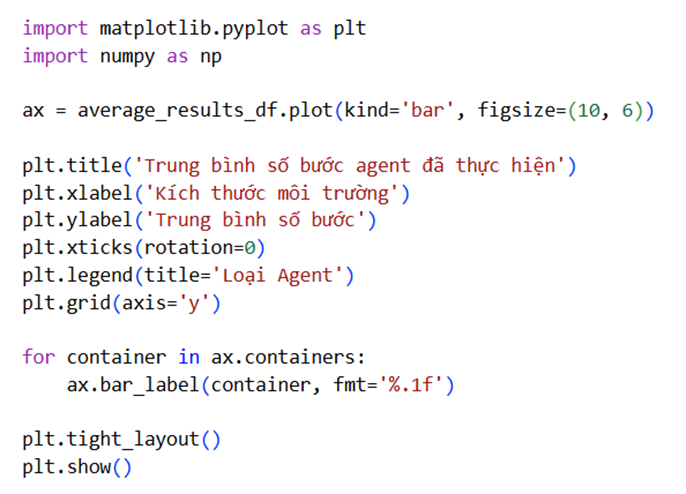 import matplotlib.pyplot as plt
import numpy as np

ax = average_results_df.plot(kind='bar', figsize=(10, 6))

plt.title('Trung bình số bước agent đã thực hiện')
plt.xlabel('Kích thước môi trường')
plt.ylabel('Trung bình số bước')
plt.xticks(rotation=0)
plt.legend(title='Loại Agent')
plt.grid(axis='y')

for container in ax.containers:
    ax.bar_label(container, fmt='%.1f')

plt.tight_layout()
plt.show()